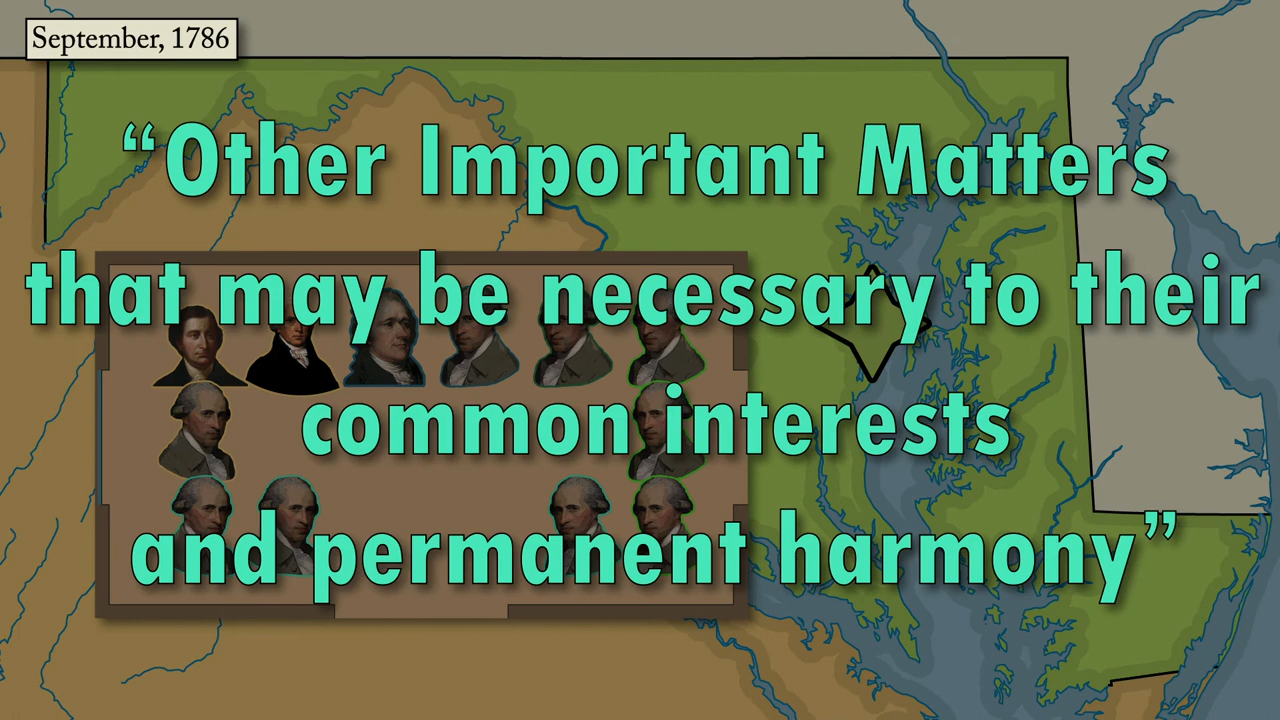 September, 1786
“Other Important Matters
that may be necessary to their
common interests
and permanent harmony”